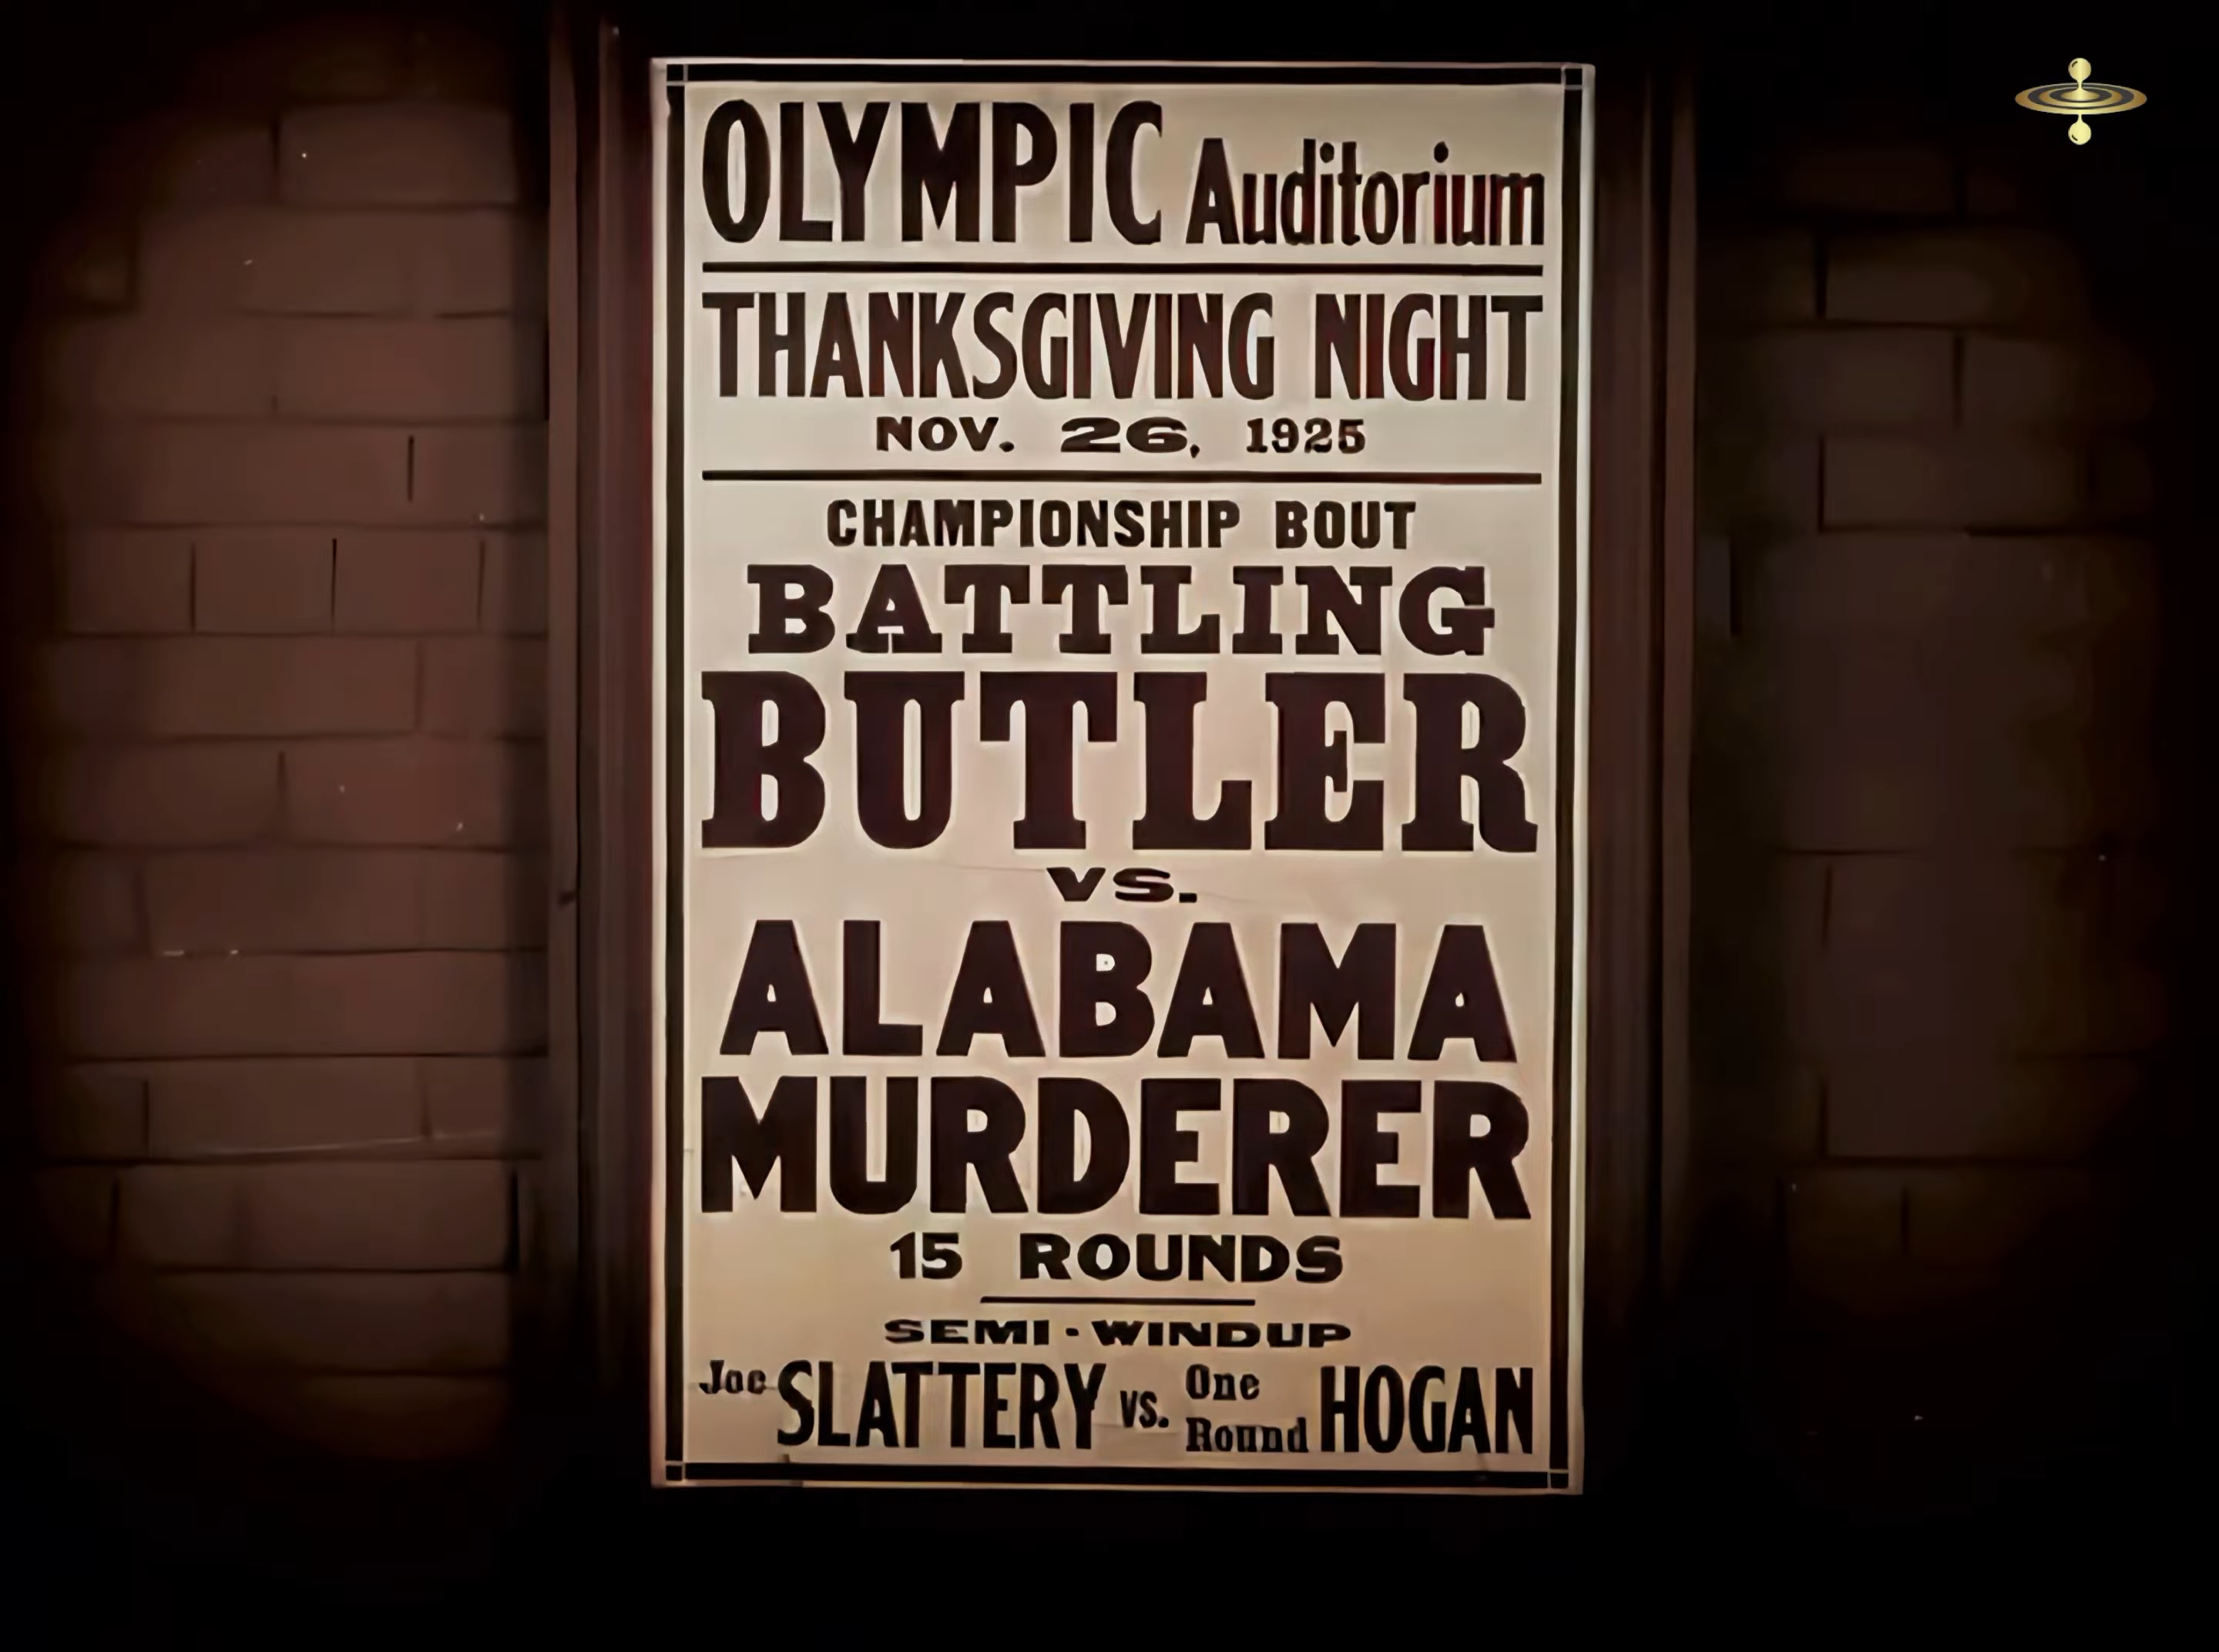 OLYMPIC Auditorium
THANKSGIVING NIGHT
NOV. 26, 1925
CHAMPIONSHIP BOUT
BATTLING
BUTLER
VS.
ALABAMA
MURDERER
15 ROUNDS
SEMI-WINDUP
Joe SLATTERY vs. One Round HOGAN